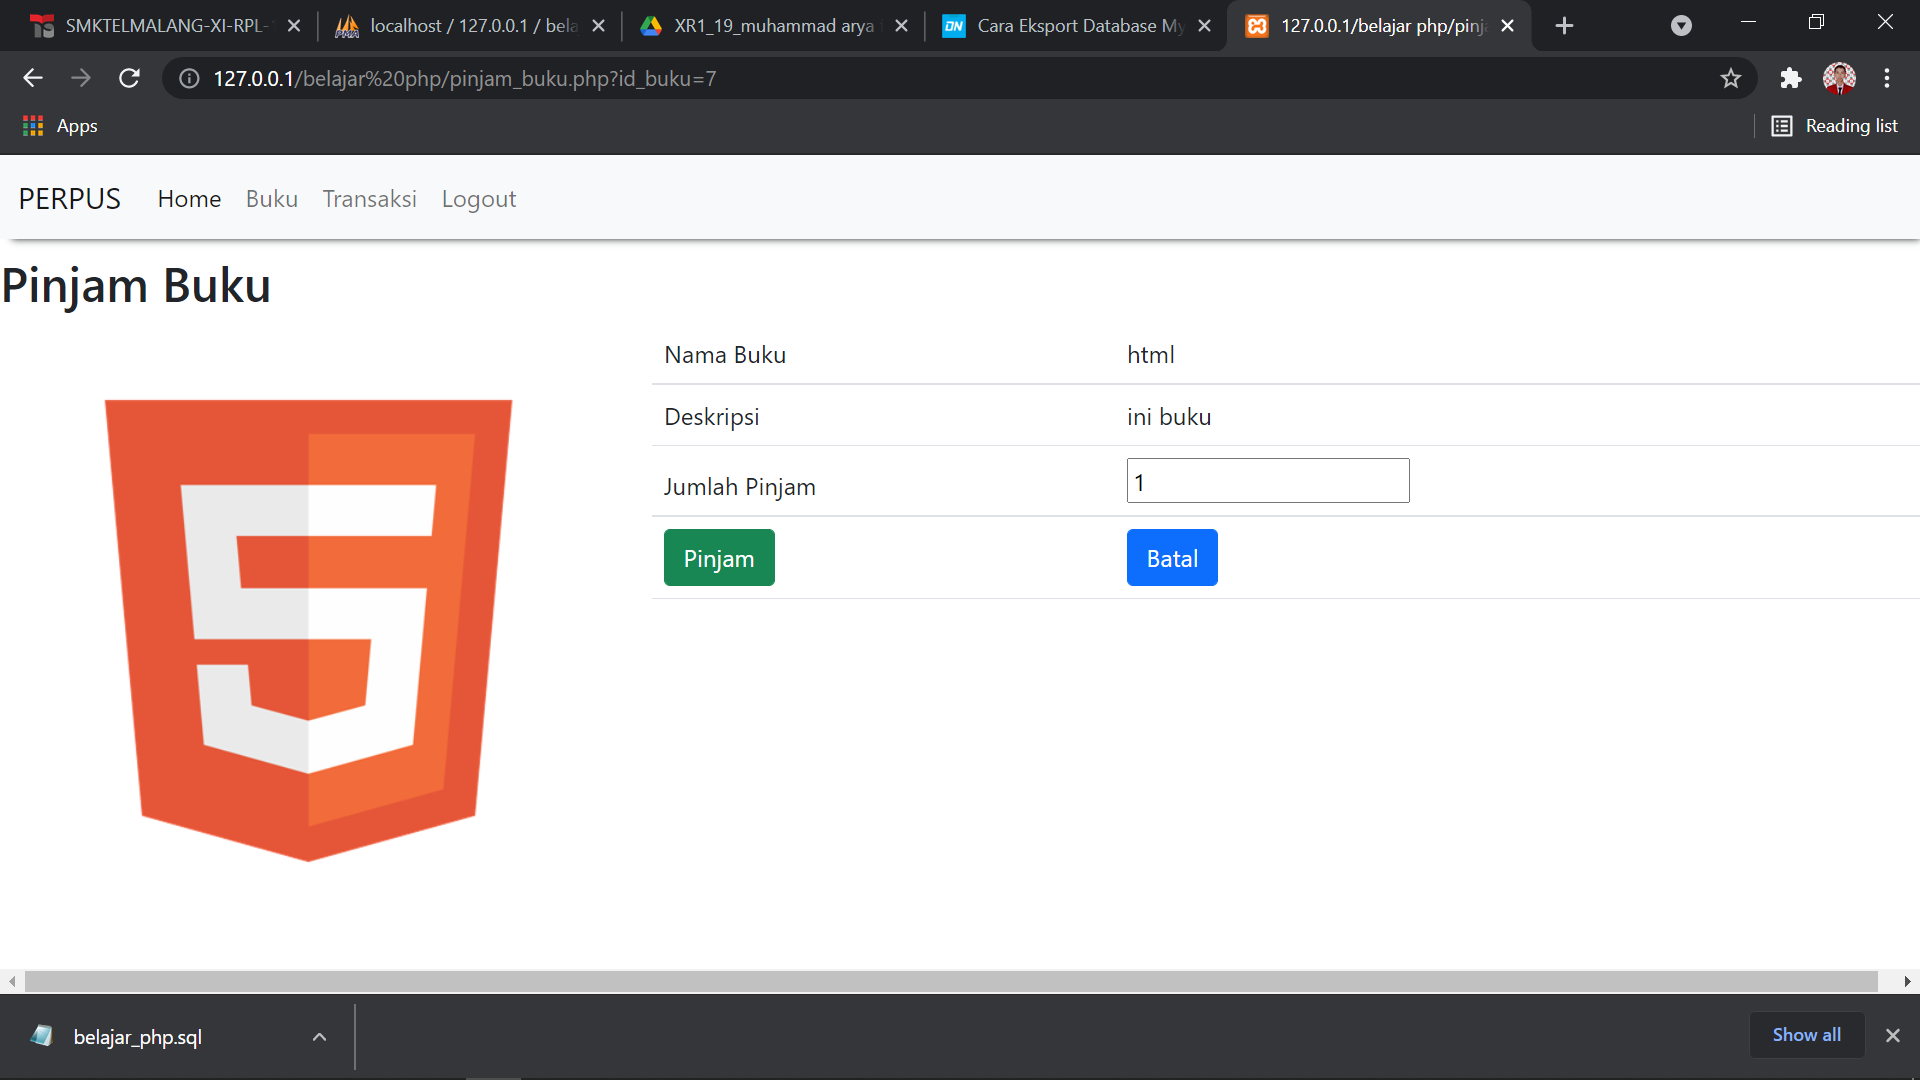 SMKTELMALANG-XI-RPL-
localhost / 127.0.0.1 / bela
XR1_19_muhammad arya
Cara Eksport Database My
127.0.0.1/belajar php/pinj
127.0.0.1/belajar%20php/pinjam_buku.php?id_buku=7
Apps
Reading list
PERPUS Home Buku Transaksi Logout
Pinjam Buku
Nama Buku html
Deskripsi ini buku
Jumlah Pinjam 1
Pinjam Batal
belajar_php.sql
Show all